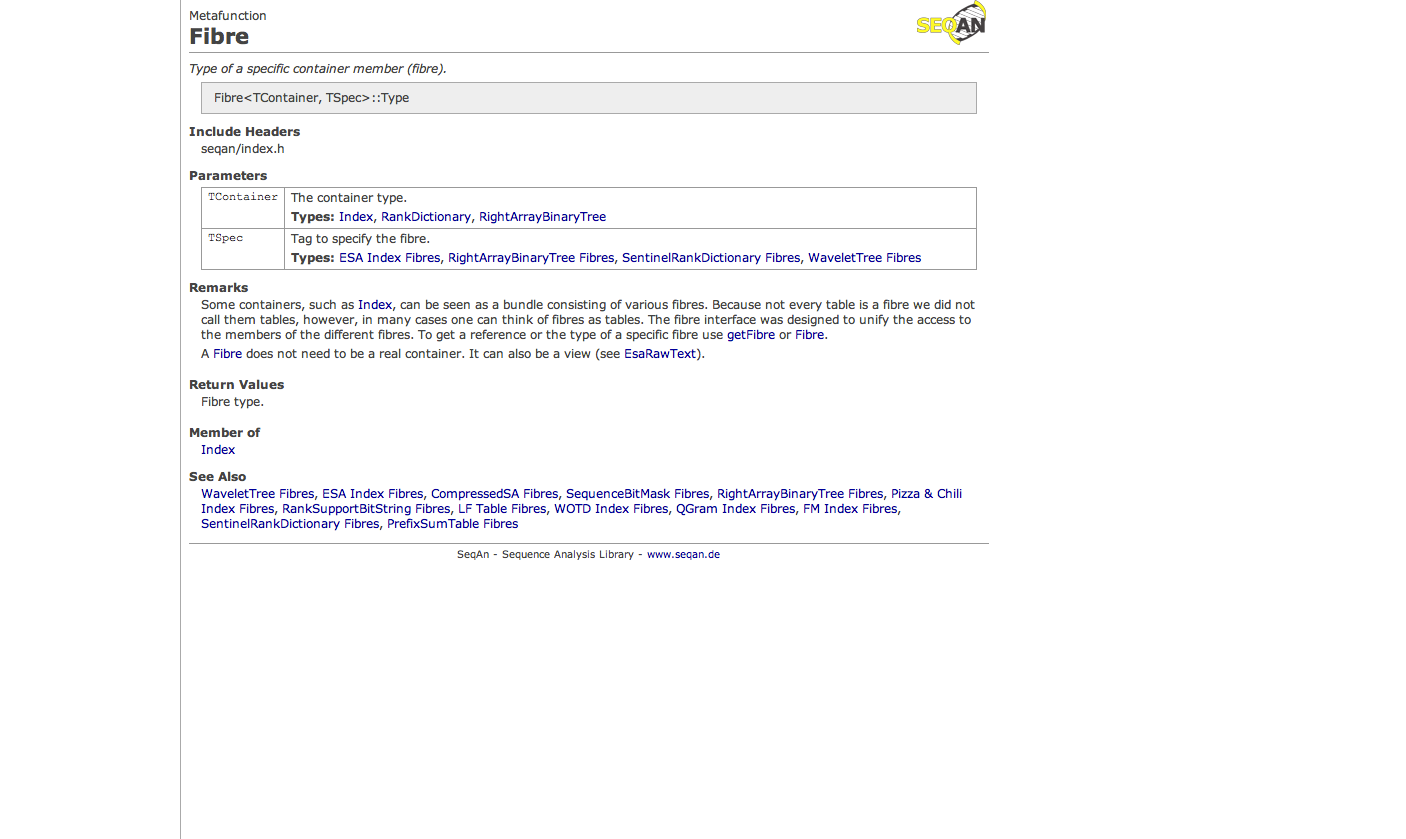 Metafunction
SEQAN
Fibre
Type of a specific container member (fibre).
Fibre<TContainer, TSpec>::Type
Include Headers
seqan/index.h
Parameters
TContainer The container type.
Types: Index, RankDictionary, RightArrayBinaryTree
TSpec Tag to specify the fibre.
Types: ESA Index Fibres, RightArrayBinaryTree Fibres, SentinelRankDictionary Fibres, WaveletTree Fibres
Remarks
Some containers, such as Index, can be seen as a bundle consisting of various fibres. Because not every table is a fibre we did not
call them tables, however, in many cases one can think of fibres as tables. The fibre interface was designed to unify the access to
the members of the different fibres. To get a reference or the type of a specific fibre use getFibre or Fibre.
A Fibre does not need to be a real container. It can also be a view (see EsaRawText).
Return Values
Fibre type.
Member of
Index
See Also
WaveletTree Fibres, ESA Index Fibres, CompressedSA Fibres, SequenceBitMask Fibres, RightArrayBinaryTree Fibres, Pizza & Chili
Index Fibres, RankSupportBitString Fibres, LF Table Fibres, WOTD Index Fibres, QGram Index Fibres, FM Index Fibres,
SentinelRankDictionary Fibres, PrefixSumTable Fibres
SeqAn - Sequence Analysis Library - www.seqan.de